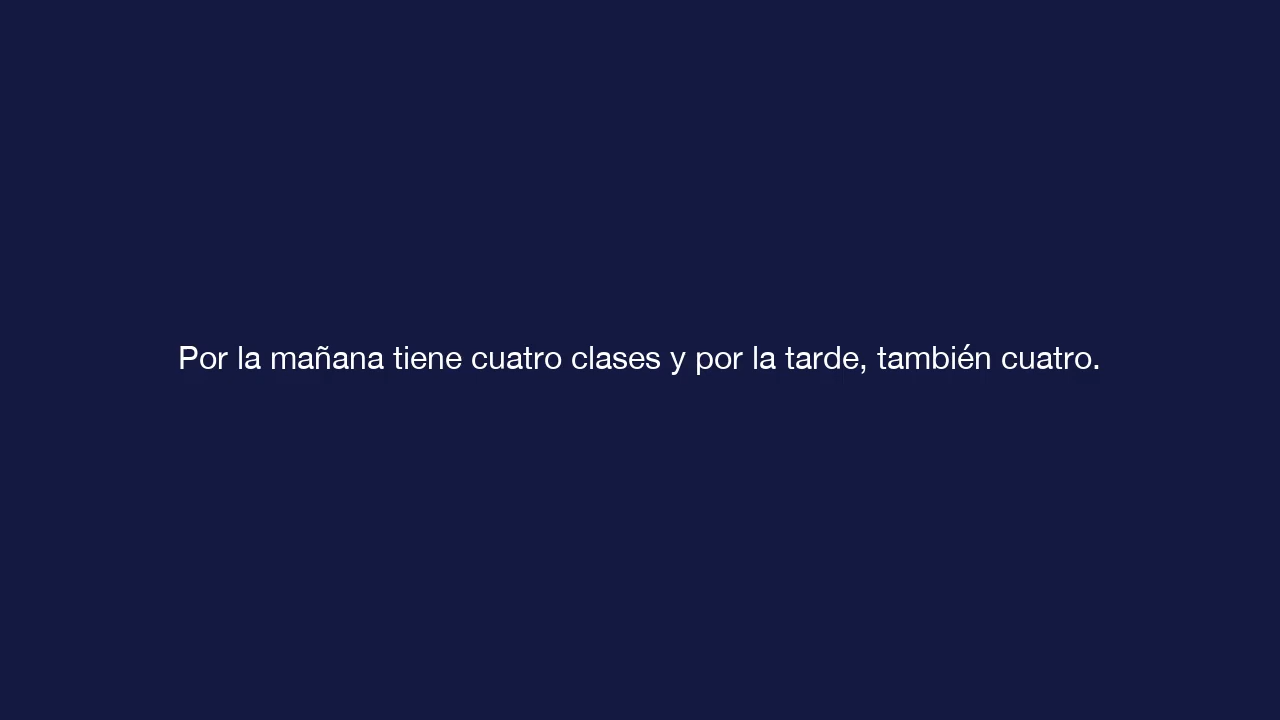 Por la mañana tiene cuatro clases y por la tarde, también cuatro.